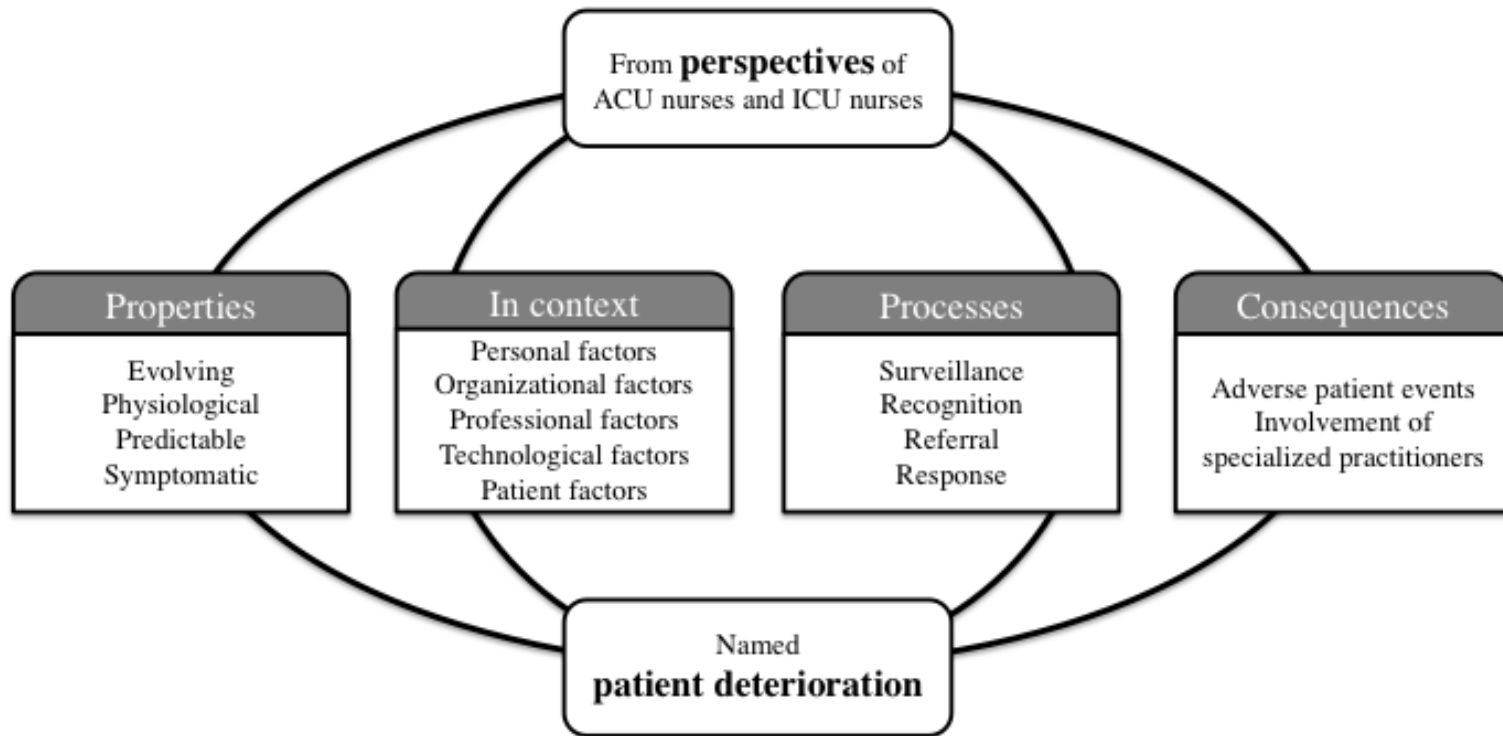 From perspectives of
ACU nurses and ICU nurses
Properties
Evolving
Physiological
Predictable
Symptomatic
In context
Personal factors
Organizational factors
Professional factors
Technological factors
Patient factors
Processes
Surveillance
Recognition
Referral
Response
Consequences
Adverse patient events
Involvement of
specialized practitioners
Named
patient deterioration